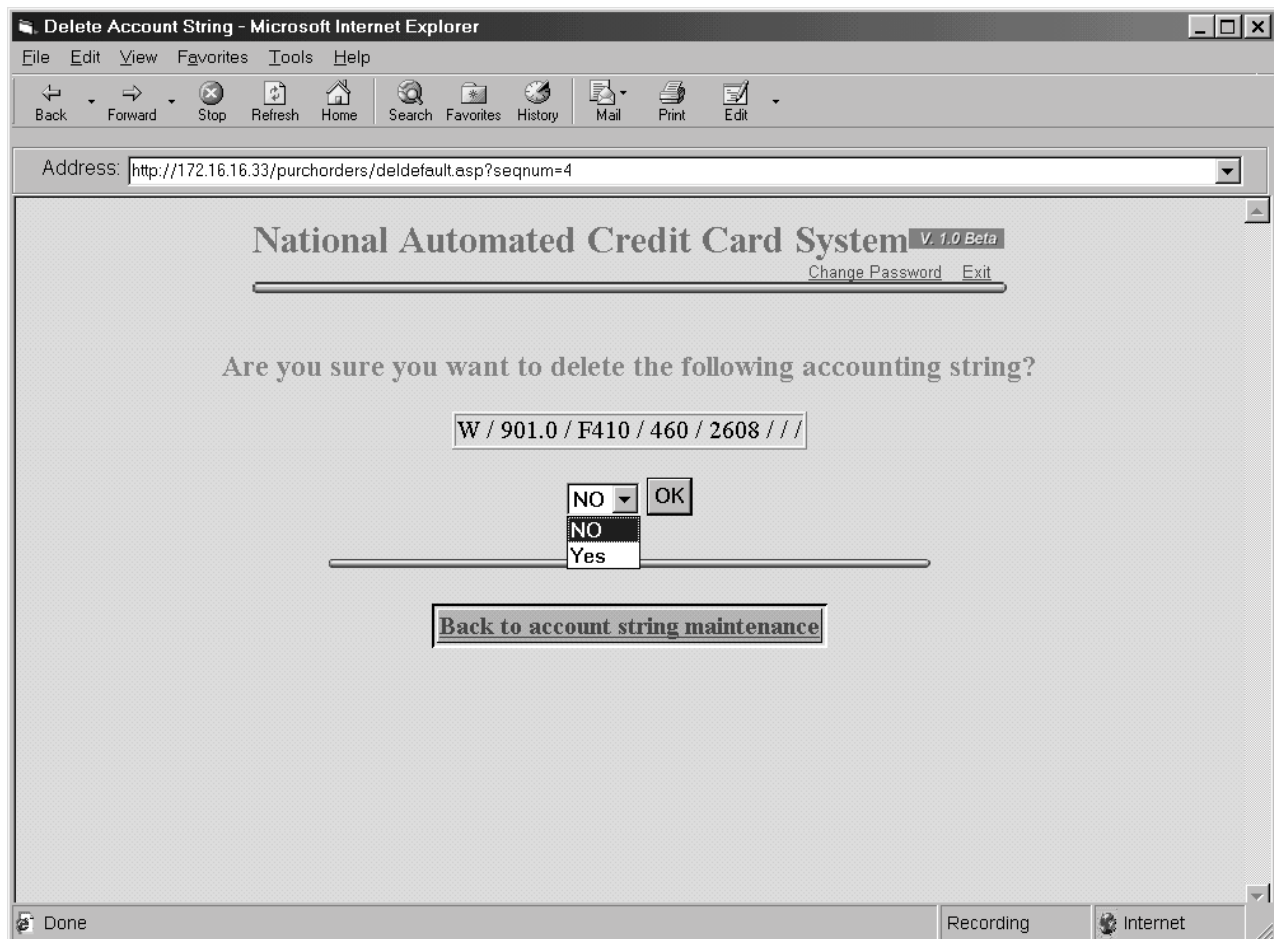 Delete Account String - Microsoft Internet Explorer
File Edit View Favorites Tools Help
Back Forward Stop Refresh Home Search Favorites History Mail Print Edit
Address: http://172.16.16.33/purchorders/deldefault.asp?seqnum=4
National Automated Credit Card System V. 1.0 Beta
Change Password Exit
Are you sure you want to delete the following accounting string?
W / 901.0 / F410 / 460 / 2608 / / /
NO OK
NO
Yes
Back to account string maintenance
Done Recording Internet